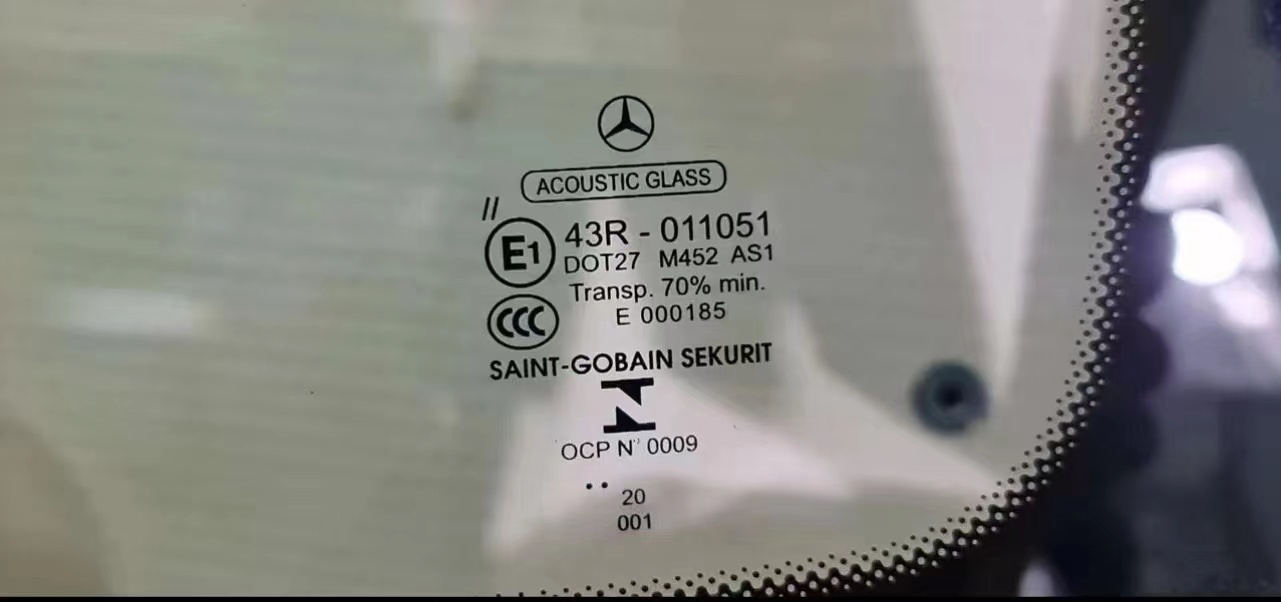 ACOUSTIC GLASS
//
E1 43R - 011051
DOT27 M452 AS1
Transp. 70% min.
CCC E 000185
SAINT-GOBAIN SEKURIT
OCP N° 0009
..
20
001